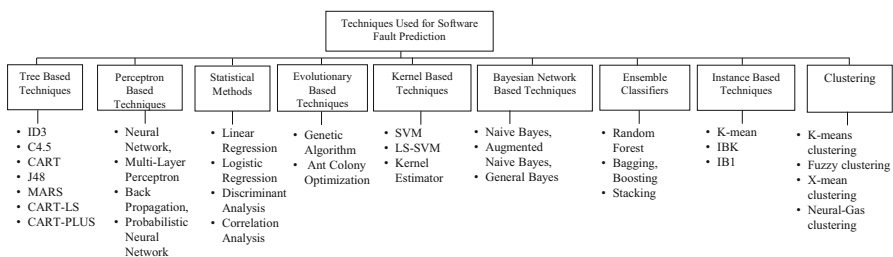 Techniques Used for Software
Fault Prediction
Tree Based
Techniques
• ID3
• C4.5
• CART
• J48
• MARS
• CART-LS
• CART-PLUS
Perceptron
Based
Techniques
• Neural
Network,
• Multi-Layer
Perceptron
• Back
Propagation,
• Probabilistic
Neural
Network
Statistical
Methods
• Linear
Regression
• Logistic
Regression
• Discriminant
Analysis
• Correlation
Analysis
Evolutionary
Based
Techniques
• Genetic
Algorithm
• Ant Colony
Optimization
Kernel Based
Techniques
• SVM
• LS-SVM
• Kernel
Estimator
Bayesian Network
Based Techniques
• Naive Bayes,
• Augmented
Naive Bayes,
• General Bayes
Ensemble
Classifiers
• Random
Forest
• Bagging,
Boosting
• Stacking
Instance Based
Techniques
• K-mean
• IBK
• IB1
Clustering
• K-means
clustering
• Fuzzy clustering
• X-mean
clustering
• Neural-Gas
clustering